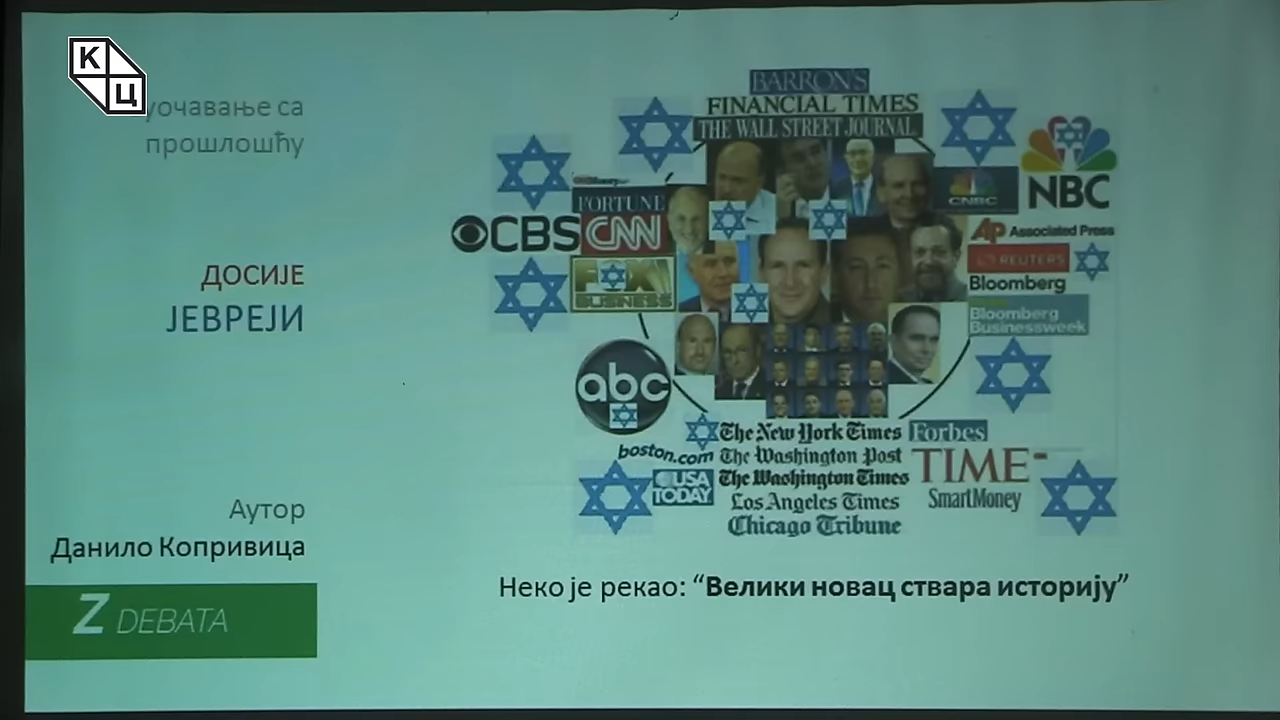 К
Ц
уочавање са
прошлошћу
ДОСИЈЕ
ЈЕВРЕЈИ
Аутор
Данило Копривица
Z DEBATA
BARRON'S
FINANCIAL TIMES
THE WALL STREET JOURNAL
NBC
CNBC
FORTUNE
CBS
CNN
AP Associated Press
REUTERS
Bloomberg
FOX
BUSINESS
Bloomberg
Businessweek
abc
The New York Times
Forbes
boston.com
The Washington Post
TIME
USA
TODAY
The Washington Times
Los Angeles Times
SmartMoney
Chicago Tribune
Неко је рекао: “Велики новац ствара историју”